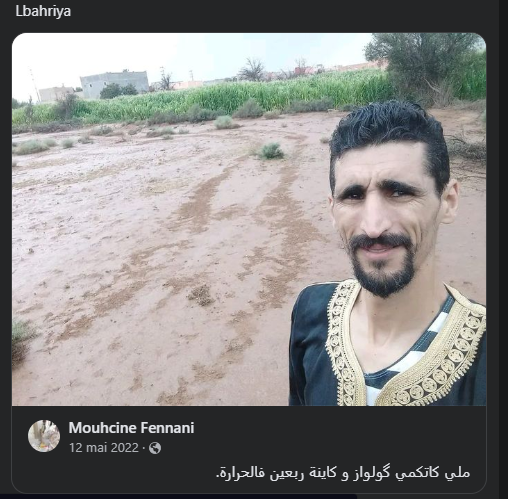 Lbahriya
Mouhcine Fennani
12 mai 2022 ·
ملي كاتكمي گولواز و كاينة ربعين فالحرارة.